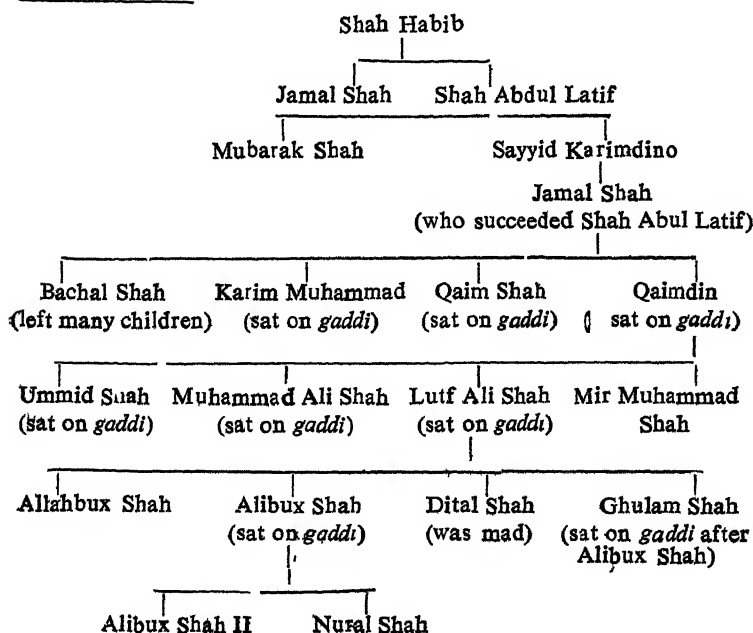 Shah Habib
Jamal Shah Shah Abdul Latif
Mubarak Shah Sayyid Karimdino
Jamal Shah
(who succeeded Shah Abul Latif)
Bachal Shah Karim Muhammad Qaim Shah Qaimdin
(left many children) (sat on gaddi) (sat on gaddi) ( sat on gaddi)
Ummid Shah Muhammad Ali Shah Lutf Ali Shah Mir Muhammad
(sat on gaddi) (sat on gaddi) (sat on gaddi) Shah
Allahbux Shah Alibux Shah Dital Shah Ghulam Shah
(sat on gaddi) (was mad) (sat on gaddi after
Alibux Shah)
Alibux Shah II Nural Shah